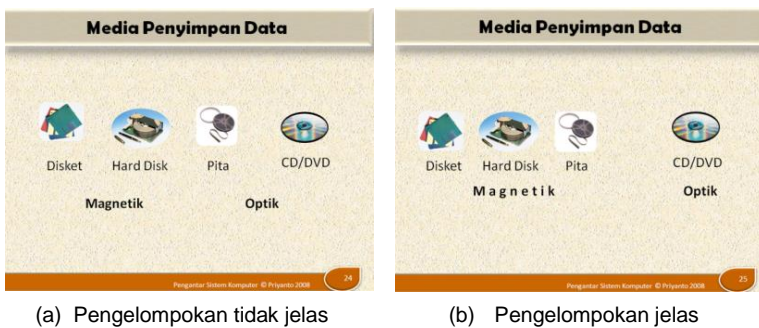 Media Penyimpan Data
Disket Hard Disk Pita CD/DVD
Magnetik Optik
Pengantar Sistem Komputer © Priyanto 2008 24
(a) Pengelompokan tidak jelas
Media Penyimpan Data
Disket Hard Disk Pita CD/DVD
Magnetik Optik
Pengantar Sistem Komputer © Priyanto 2008 25
(b) Pengelompokan jelas